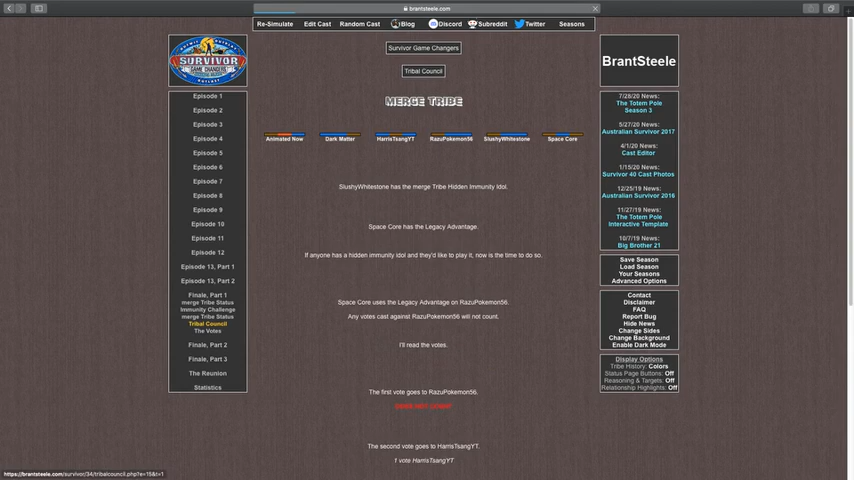 brantsteele.com
Re-Simulate Edit Cast Random Cast Blog Discord Subreddit Twitter Seasons
SURVIVOR
GAME CHANGERS
Episode 1
Episode 2
Episode 3
Episode 4
Episode 5
Episode 6
Episode 7
Episode 8
Episode 9
Episode 10
Episode 11
Episode 12
Episode 13, Part 1
Episode 13, Part 2
Finale, Part 1
merge Tribe Status
Immunity Challenge
merge Tribe Status
Tribal Council
The Votes
Finale, Part 2
Finale, Part 3
The Reunion
Statistics
Survivor Game Changers
Tribal Council
MERGE TRIBE
Animated Now Dark Matter HarrisTsangYT RazuPokemon56 SlushyWhitestone Space Core
SlushyWhitestone has the merge Tribe Hidden Immunity Idol.
Space Core has the Legacy Advantage.
If anyone has a hidden immunity idol and they'd like to play it, now is the time to do so.
Space Core uses the Legacy Advantage on RazuPokemon56.
Any votes cast against RazuPokemon56 will not count.
I'll read the votes.
The first vote goes to RazuPokemon56.
DOES NOT COUNT
The second vote goes to HarrisTsangYT.
1 vote HarrisTsangYT
BrantSteele
7/28/20 News:
The Totem Pole
Season 3
5/27/20 News:
Australian Survivor 2017
4/1/20 News:
Cast Editor
1/15/20 News:
Survivor 40 Cast Photos
12/25/19 News:
Australian Survivor 2016
11/27/19 News:
The Totem Pole
Interactive Template
10/7/19 News:
Big Brother 21
Save Season
Load Season
Your Seasons
Advanced Options
Contact
Disclaimer
FAQ
Report Bug
Hide News
Change Sides
Change Background
Enable Dark Mode
Display Options
Tribe History: Colors
Status Page Buttons: Off
Reasoning & Targets: Off
Relationship Highlights: Off
https://brantsteele.com/survivor/34/tribalcouncil.php?e=15&t=1